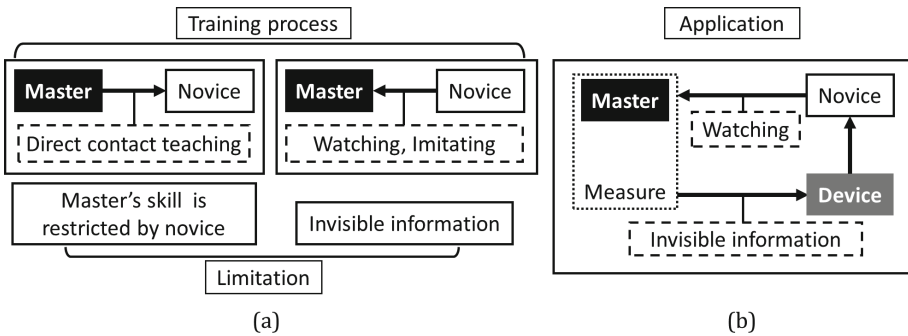 Training process
Master
Novice
Direct contact teaching
Master
Novice
Watching, Imitating
Master's skill is
restricted by novice
Invisible information
Limitation
(a)
Application
Master
Novice
Watching
Measure
Device
Invisible information
(b)